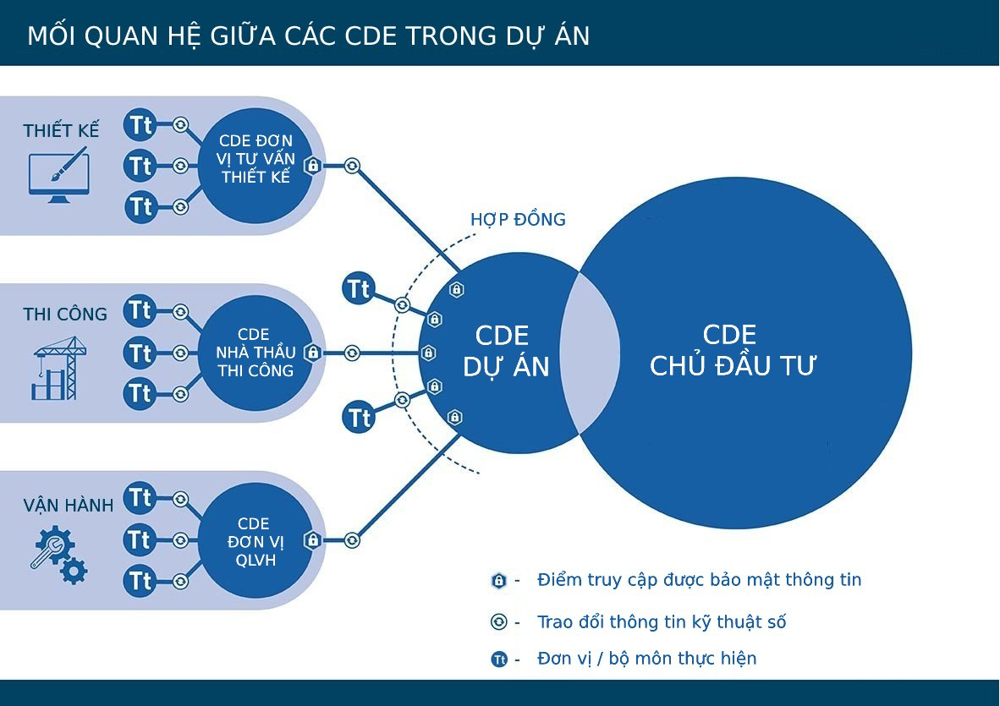 MỐI QUAN HỆ GIỮA CÁC CDE TRONG DỰ ÁN
THIẾT KẾ
Tt
Tt
Tt
CDE ĐƠN
VỊ TƯ VẤN
THIẾT KẾ
HỢP ĐỒNG
THI CÔNG
Tt
Tt
Tt
CDE
NHÀ THẦU
THI CÔNG
Tt
Tt
CDE
DỰ ÁN
CDE
CHỦ ĐẦU TƯ
VẬN HÀNH
Tt
Tt
Tt
CDE
ĐƠN VỊ
QLVH
- Điểm truy cập được bảo mật thông tin
- Trao đổi thông tin kỹ thuật số
Tt - Đơn vị / bộ môn thực hiện